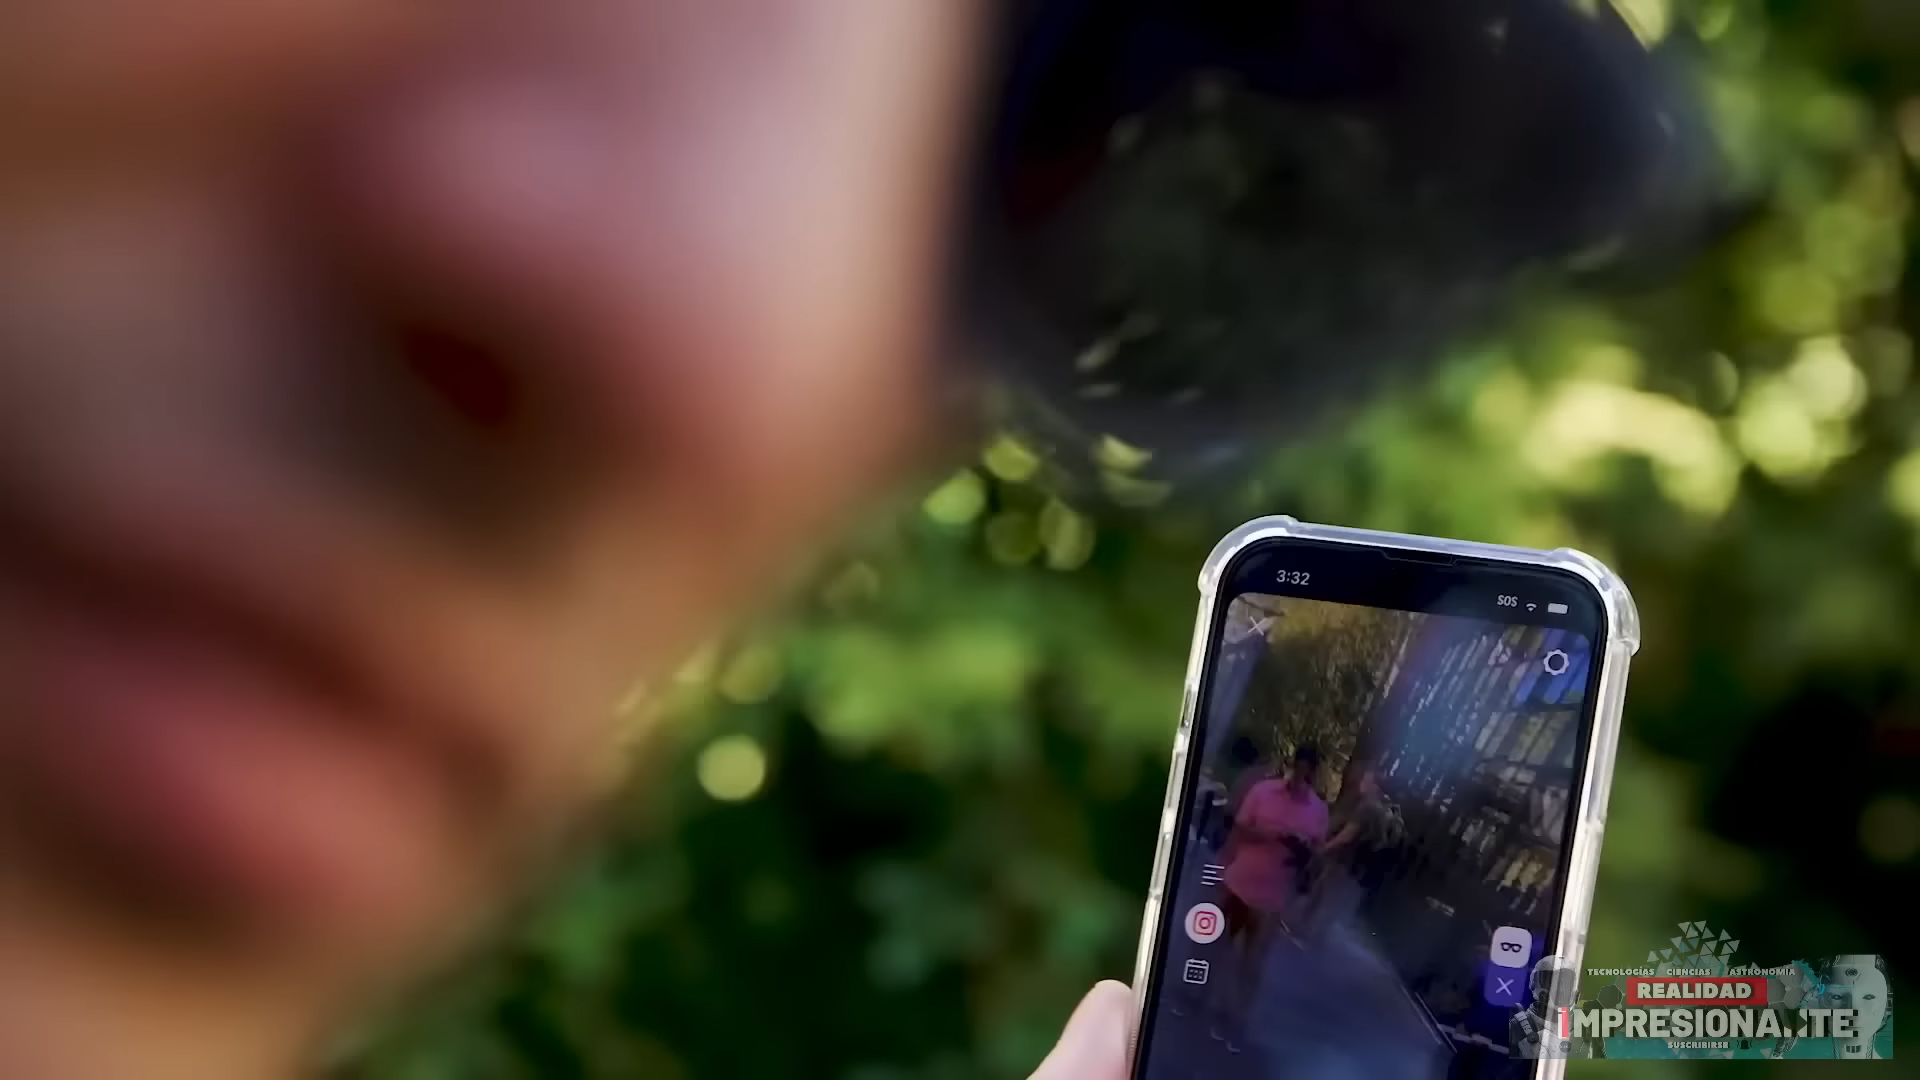 3:32
SOS
TECNOLOGÍAS CIENCIAS ASTRONOMÍA
REALIDAD
SUSCRIBIRSE